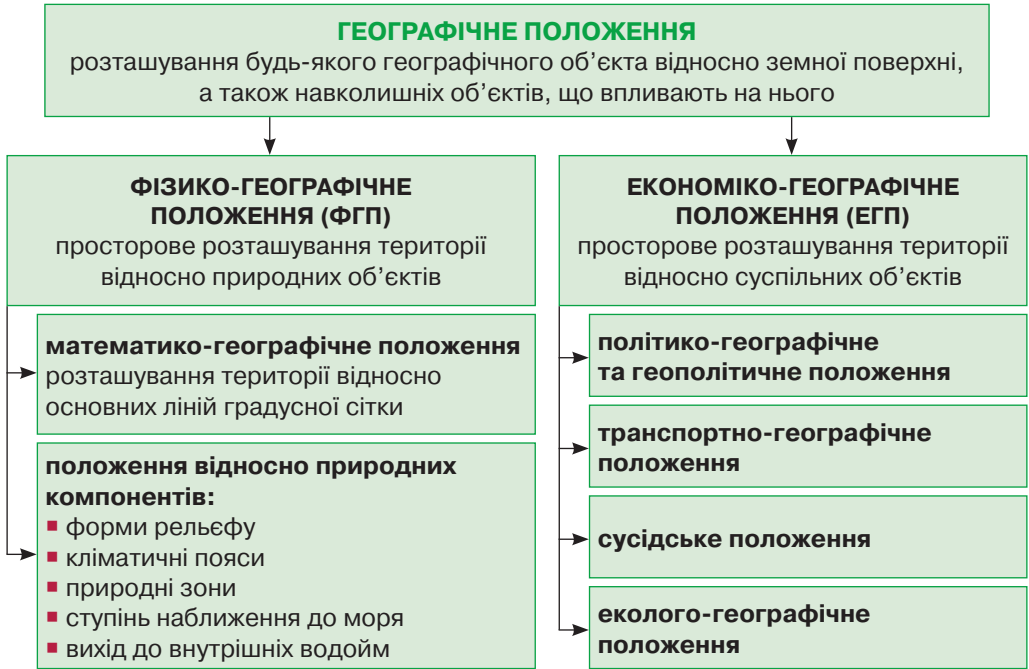 ГЕОГРАФІЧНЕ ПОЛОЖЕННЯ
розташування будь-якого географічного об’єкта відносно земної поверхні,
а також навколишніх об’єктів, що впливають на нього
ФІЗИКО-ГЕОГРАФІЧНЕ
ПОЛОЖЕННЯ (ФГП)
просторове розташування території
відносно природних об’єктів
математико-географічне положення
розташування території відносно
основних ліній градусної сітки
положення відносно природних
компонентів:
форми рельєфу
кліматичні пояси
природні зони
ступінь наближення до моря
вихід до внутрішніх водойм
ЕКОНОМІКО-ГЕОГРАФІЧНЕ
ПОЛОЖЕННЯ (ЕГП)
просторове розташування території
відносно суспільних об’єктів
політико-географічне
та геополітичне положення
транспортно-географічне
положення
сусідське положення
еколого-географічне
положення